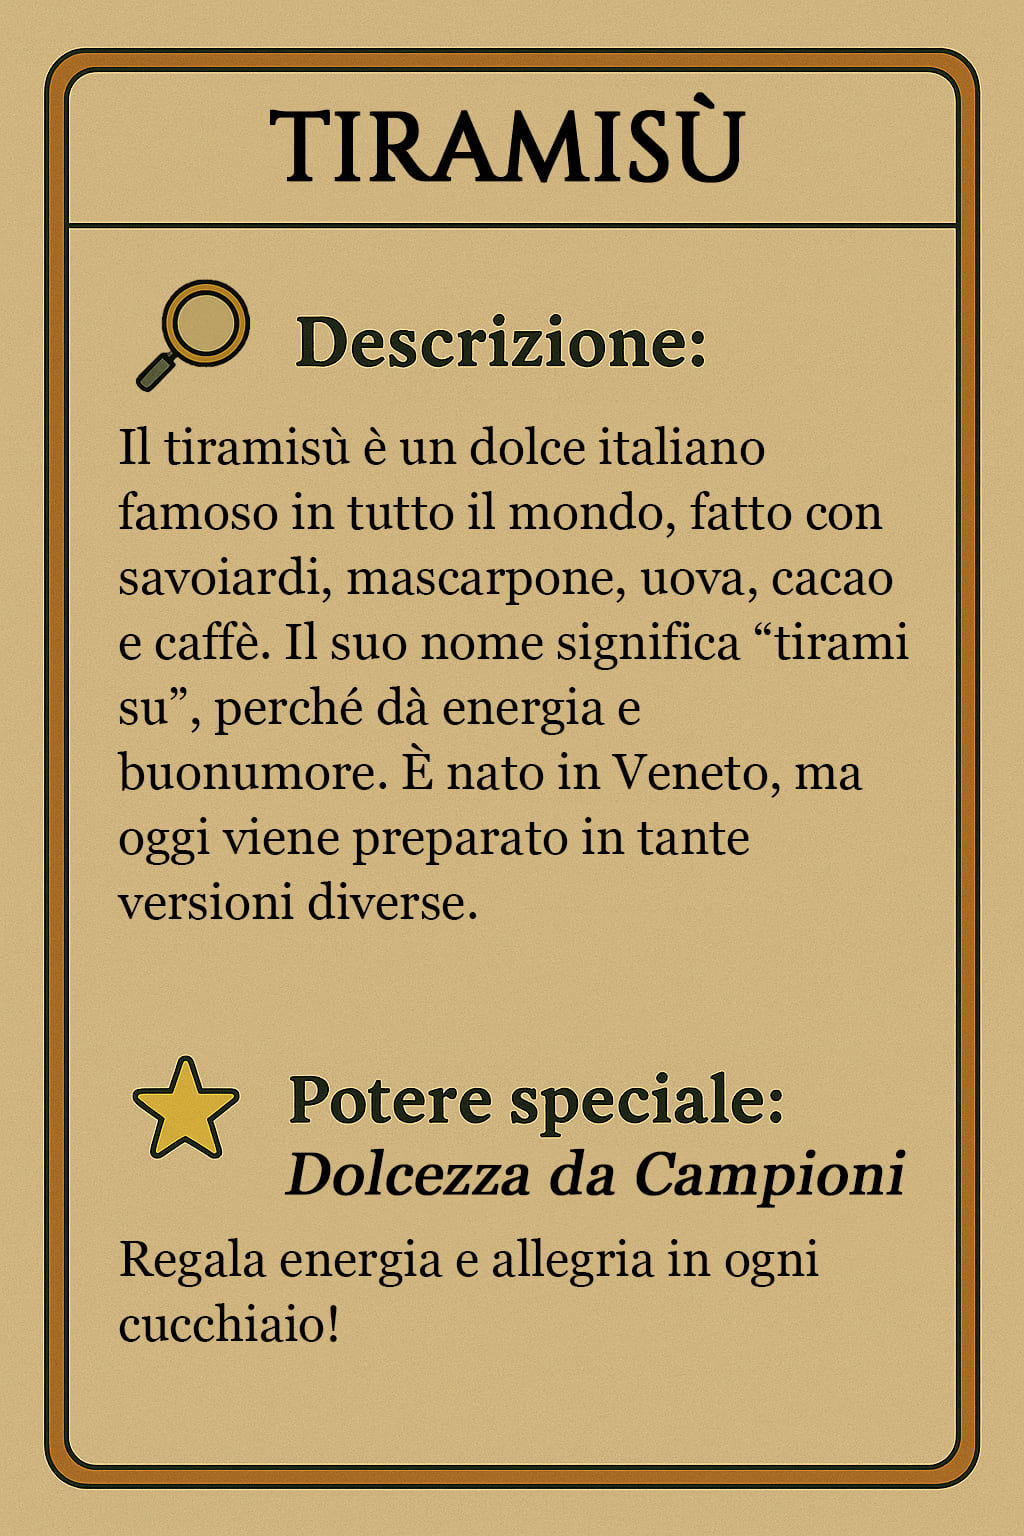 TIRAMISÙ
Descrizione:
Il tiramisù è un dolce italiano
famoso in tutto il mondo, fatto con
savoiardi, mascarpone, uova, cacao
e caffè. Il suo nome significa “tirami
su”, perché dà energia e
buonumore. È nato in Veneto, ma
oggi viene preparato in tante
versioni diverse.
Potere speciale:
Dolcezza da Campioni
Regala energia e allegria in ogni
cucchiaio!